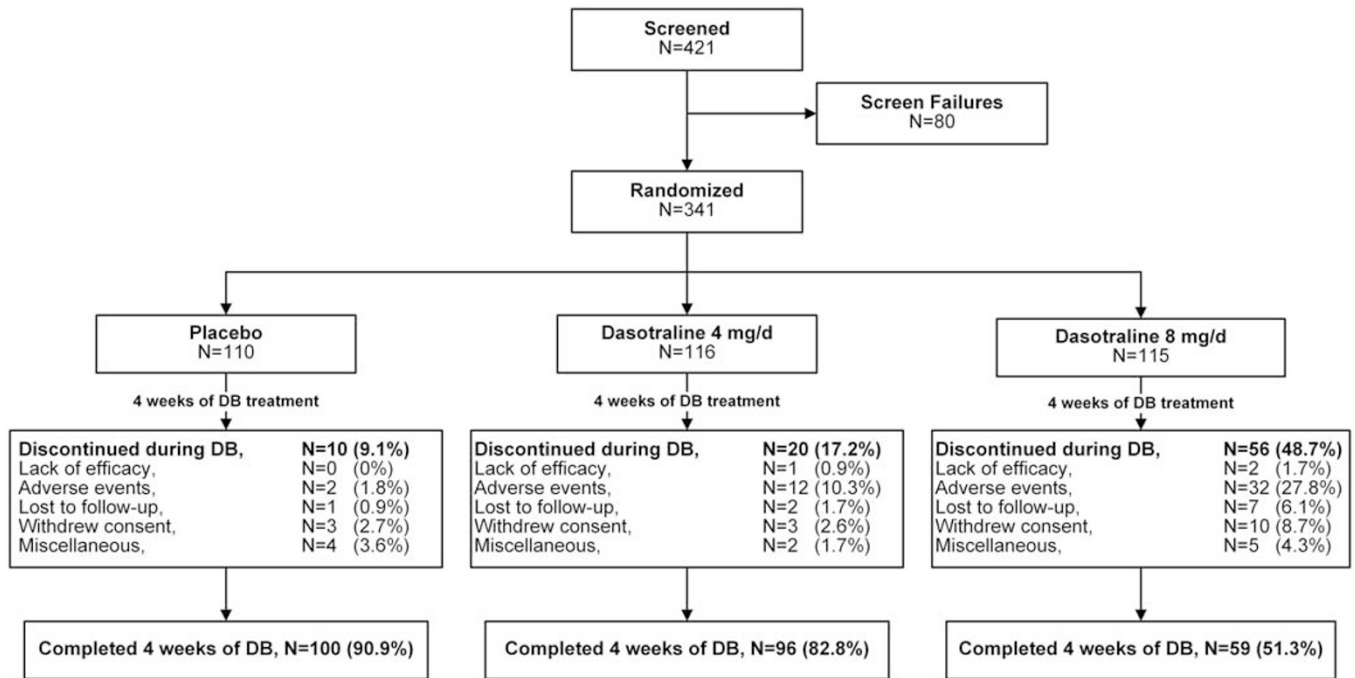 Screened
N=421
Screen Failures
N=80
Randomized
N=341
Placebo
N=110
Dasotraline 4 mg/d
N=116
Dasotraline 8 mg/d
N=115
4 weeks of DB treatment
4 weeks of DB treatment
4 weeks of DB treatment
Discontinued during DB, N=10 (9.1%)
Lack of efficacy, N=0 (0%)
Adverse events, N=2 (1.8%)
Lost to follow-up, N=1 (0.9%)
Withdrew consent, N=3 (2.7%)
Miscellaneous, N=4 (3.6%)
Discontinued during DB, N=20 (17.2%)
Lack of efficacy, N=1 (0.9%)
Adverse events, N=12 (10.3%)
Lost to follow-up, N=2 (1.7%)
Withdrew consent, N=3 (2.6%)
Miscellaneous, N=2 (1.7%)
Discontinued during DB, N=56 (48.7%)
Lack of efficacy, N=2 (1.7%)
Adverse events, N=32 (27.8%)
Lost to follow-up, N=7 (6.1%)
Withdrew consent, N=10 (8.7%)
Miscellaneous, N=5 (4.3%)
Completed 4 weeks of DB, N=100 (90.9%)
Completed 4 weeks of DB, N=96 (82.8%)
Completed 4 weeks of DB, N=59 (51.3%)